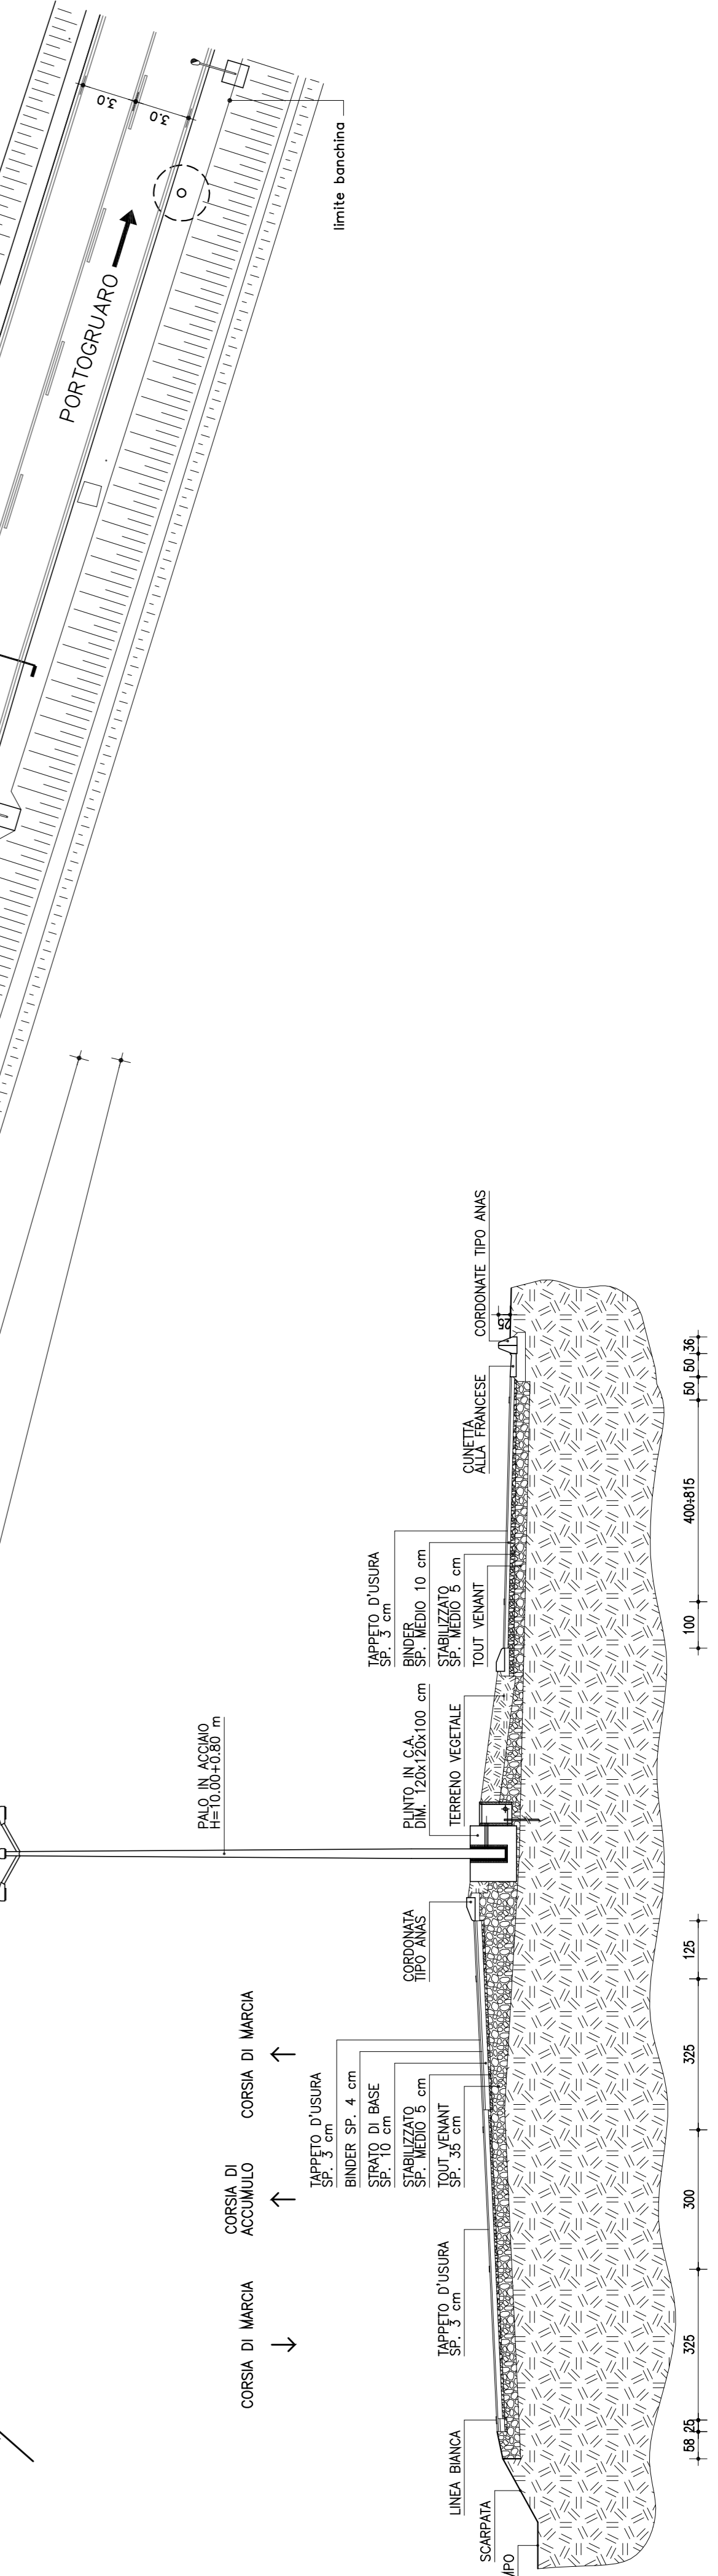 3.0
3.0
limite banchina
PORTOGRUARO
PALO IN ACCIAIO
H=10.00+0.80 m
CORSIA DI MARCIA
CORSIA DI
ACCUMULO
CORSIA DI MARCIA
TAPPETO D'USURA
SP. 3 cm
BINDER SP. 4 cm
STRATO DI BASE
SP. 10 cm
STABILIZZATO
SP. MEDIO 5 cm
TOUT VENANT
SP. 35 cm
TAPPETO D'USURA
SP. 3 cm
LINEA BIANCA
SCARPATA
CORDONATA
TIPO ANAS
PLINTO IN C.A.
DIM. 120x120x100 cm
TERRENO VEGETALE
TAPPETO D'USURA
SP. 3 cm
BINDER
SP. MEDIO 10 cm
STABILIZZATO
SP. MEDIO 5 cm
TOUT VENANT
CUNETTA
ALLA FRANCESE
CORDONATE TIPO ANAS
25
58 25 325 300 325 125 100 400÷815 50 50 36